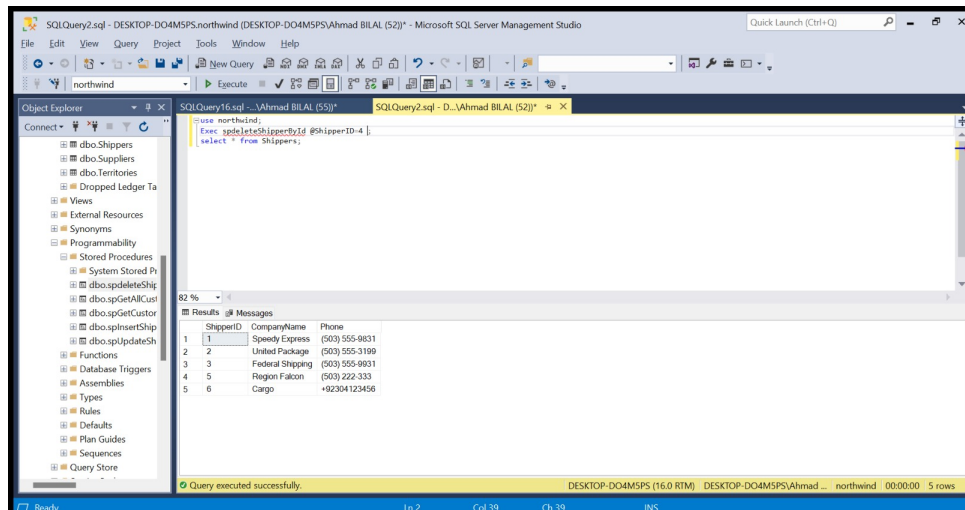 SQLQuery2.sql - DESKTOP-DO4M5PS.northwind (DESKTOP-DO4M5PS\Ahmad BILAL (52))* - Microsoft SQL Server Management Studio
Quick Launch (Ctrl+Q)
File Edit View Query Project Tools Window Help
New Query
northwind
Execute
Object Explorer
SQLQuery16.sql -...\Ahmad BILAL (55))*
SQLQuery2.sql - D...\Ahmad BILAL (52))*
Connect
dbo.Shippers
dbo.Suppliers
dbo.Territories
Dropped Ledger Ta
Views
External Resources
Synonyms
Programmability
Stored Procedures
System Stored Pr
dbo.spdeleteShip
dbo.spGetAllCust
dbo.spGetCustor
dbo.spInsertShip
dbo.spUpdateSh
Functions
Database Triggers
Assemblies
Types
Rules
Defaults
Plan Guides
Sequences
Query Store
use northwind;
Exec spdeleteShipperById @ShipperID=4 ;
select * from Shippers;
82 %
Results Messages
ShipperID CompanyName Phone
1 1 Speedy Express (503) 555-9831
2 2 United Package (503) 555-3199
3 3 Federal Shipping (503) 555-9931
4 5 Region Falcon (503) 222-333
5 6 Cargo +92304123456
Query executed successfully.
DESKTOP-DO4M5PS (16.0 RTM) DESKTOP-DO4M5PS\Ahmad ... northwind 00:00:00 5 rows
Ready Ln 2 Col 39 Ch 39 INS